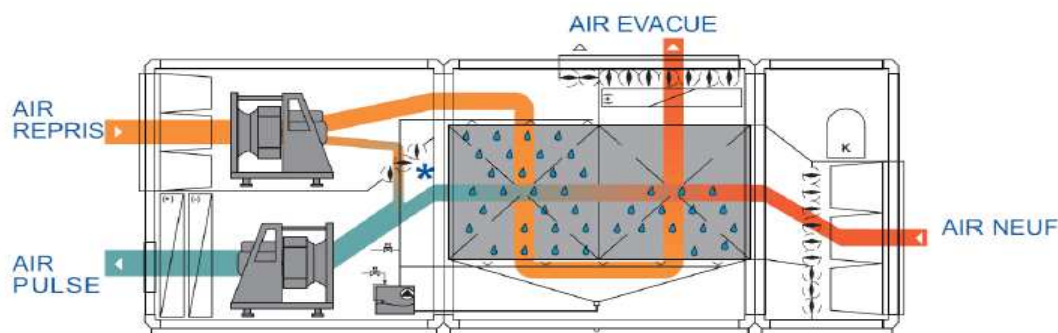 AIR EVACUE
AIR
REPRIS
K
*
AIR NEUF
(+)
(-)
AIR
PULSE